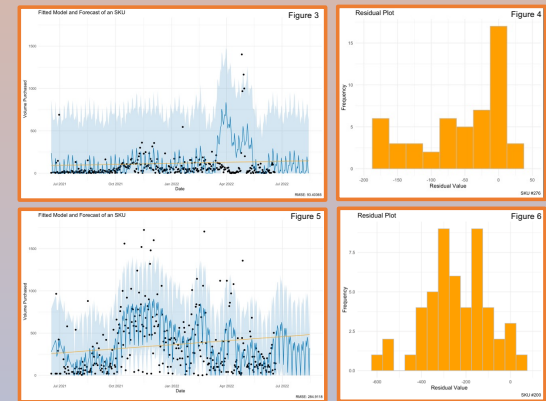 Fitted Model and Forecast of an SKU
Figure 3
Volume Purchased
1500
1000
500
0
Jul 2021
Oct 2021
Jan 2022
Apr 2022
Jul 2022
Date
Residual Plot
Figure 4
Frequency
15
10
5
0
-200
-150
-100
-50
0
50
Residual Value
SKU #276
Fitted Model and Forecast of an SKU
Figure 5
Volume Purchased
1500
1000
500
0
Jul 2021
Oct 2021
Jan 2022
Apr 2022
Jul 2022
Date
Residual Plot
Figure 6
Frequency
7.5
5.0
2.5
0.0
-600
-400
-200
0
Residual Value
SKU #200